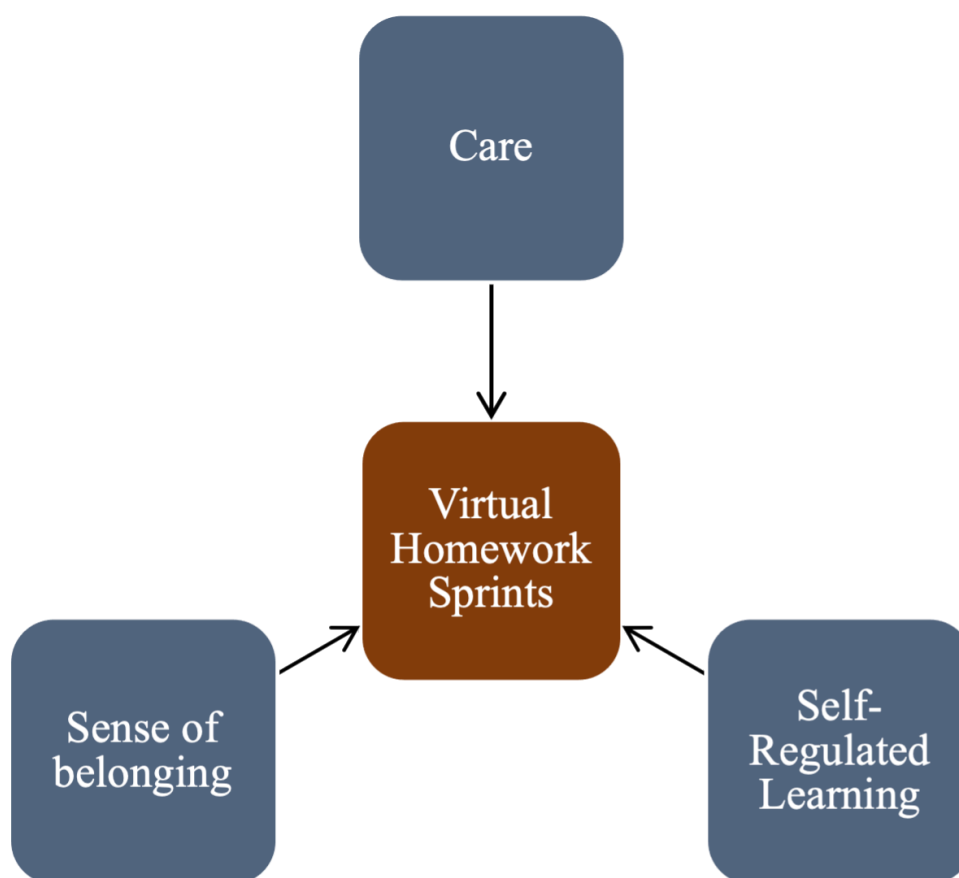 Care
Virtual
Homework
Sprints
Sense of
belonging
Self-
Regulated
Learning